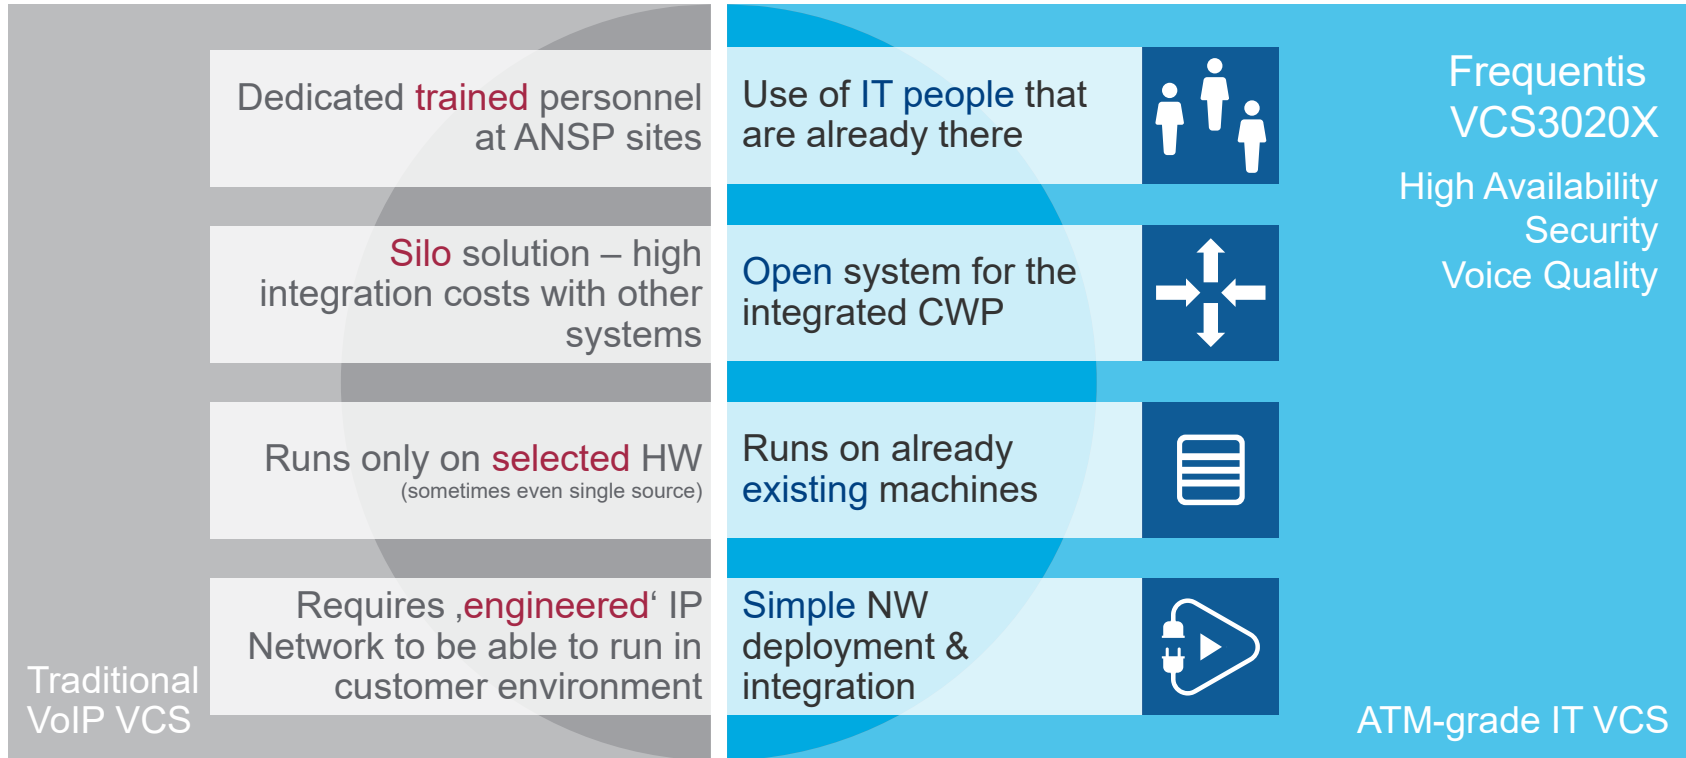 Dedicated trained personnel
at ANSP sites
Silo solution – high
integration costs with other
systems
Runs only on selected HW
(sometimes even single source)
Requires ‚engineered‘ IP
Network to be able to run in
customer environment
Traditional
VoIP VCS
Use of IT people that
are already there
Open system for the
integrated CWP
Runs on already
existing machines
Simple NW
deployment &
integration
Frequentis
VCS3020X
High Availability
Security
Voice Quality
ATM-grade IT VCS